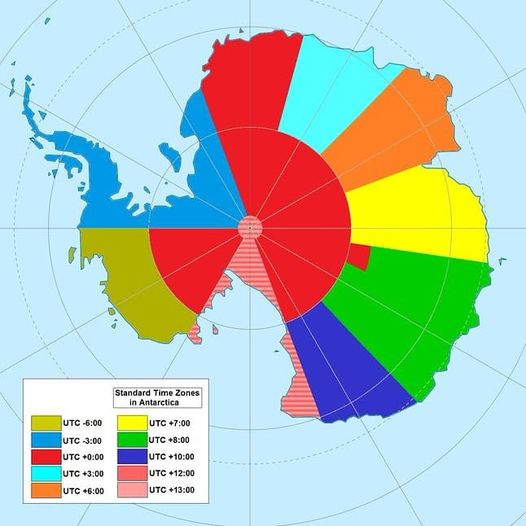 Standard Time Zones
in Antarctica
UTC -6:00
UTC -3:00
UTC +0:00
UTC +3:00
UTC +6:00
UTC +7:00
UTC +8:00
UTC +10:00
UTC +12:00
UTC +13:00